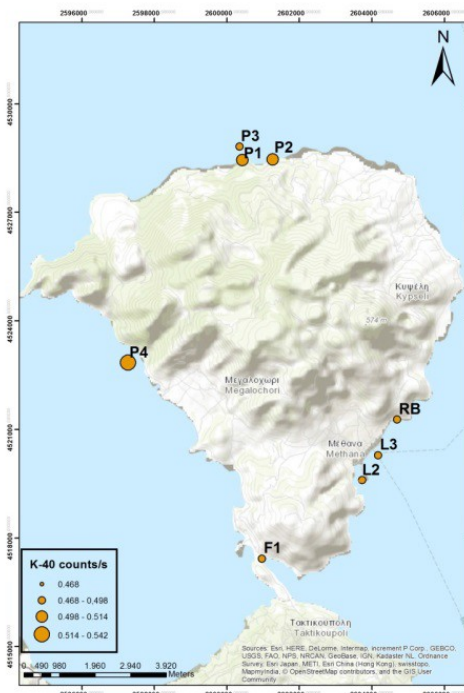 2596000 2598000 2600000 2602000 2604000 2606000
N
4530000
P3
P1 P2
4527000
Κυψέλη
Kypseli
4524000
574 m
P4
Μεγαλοχώρι
Megalochori
RB
4521000
Μέθανα
Methana
L3
L2
4518000
F1
K-40 counts/s
0.468
0.468 - 0,498
0.498 - 0.514
0.514 - 0.542
Τακτικούπολη
Taktikoupoli
0 490 980 1.960 2.940 3.920
Meters
4515000
Sources: Esri, HERE, DeLorme, Intermap, increment P Corp., GEBCO,
USGS, FAO, NPS, NRCAN, GeoBase, IGN, Kadaster NL, Ordnance
Survey, Esri Japan, METI, Esri China (Hong Kong), swisstopo,
MapmyIndia, © OpenStreetMap contributors, and the GIS User
Community